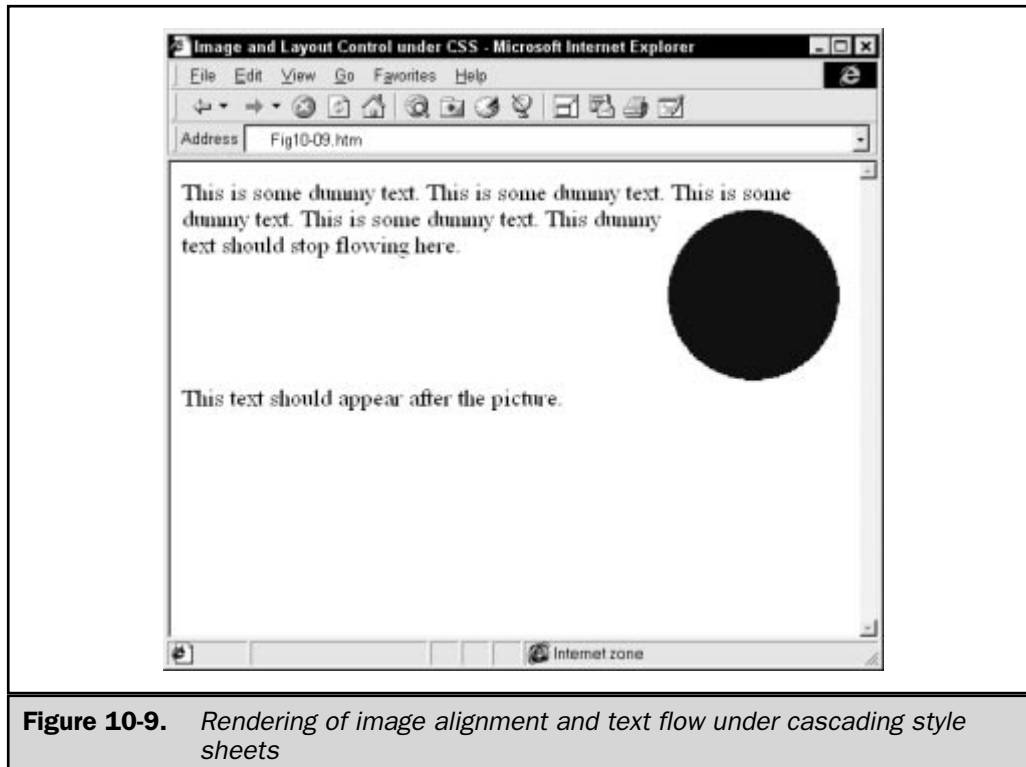 Image and Layout Control under CSS - Microsoft Internet Explorer
File Edit View Go Favorites Help
Address Fig10-09.htm
This is some dummy text. This is some dummy text. This is some
dummy text. This is some dummy text. This dummy
text should stop flowing here.
This text should appear after the picture.
Internet zone
Figure 10-9. Rendering of image alignment and text flow under cascading style
sheets